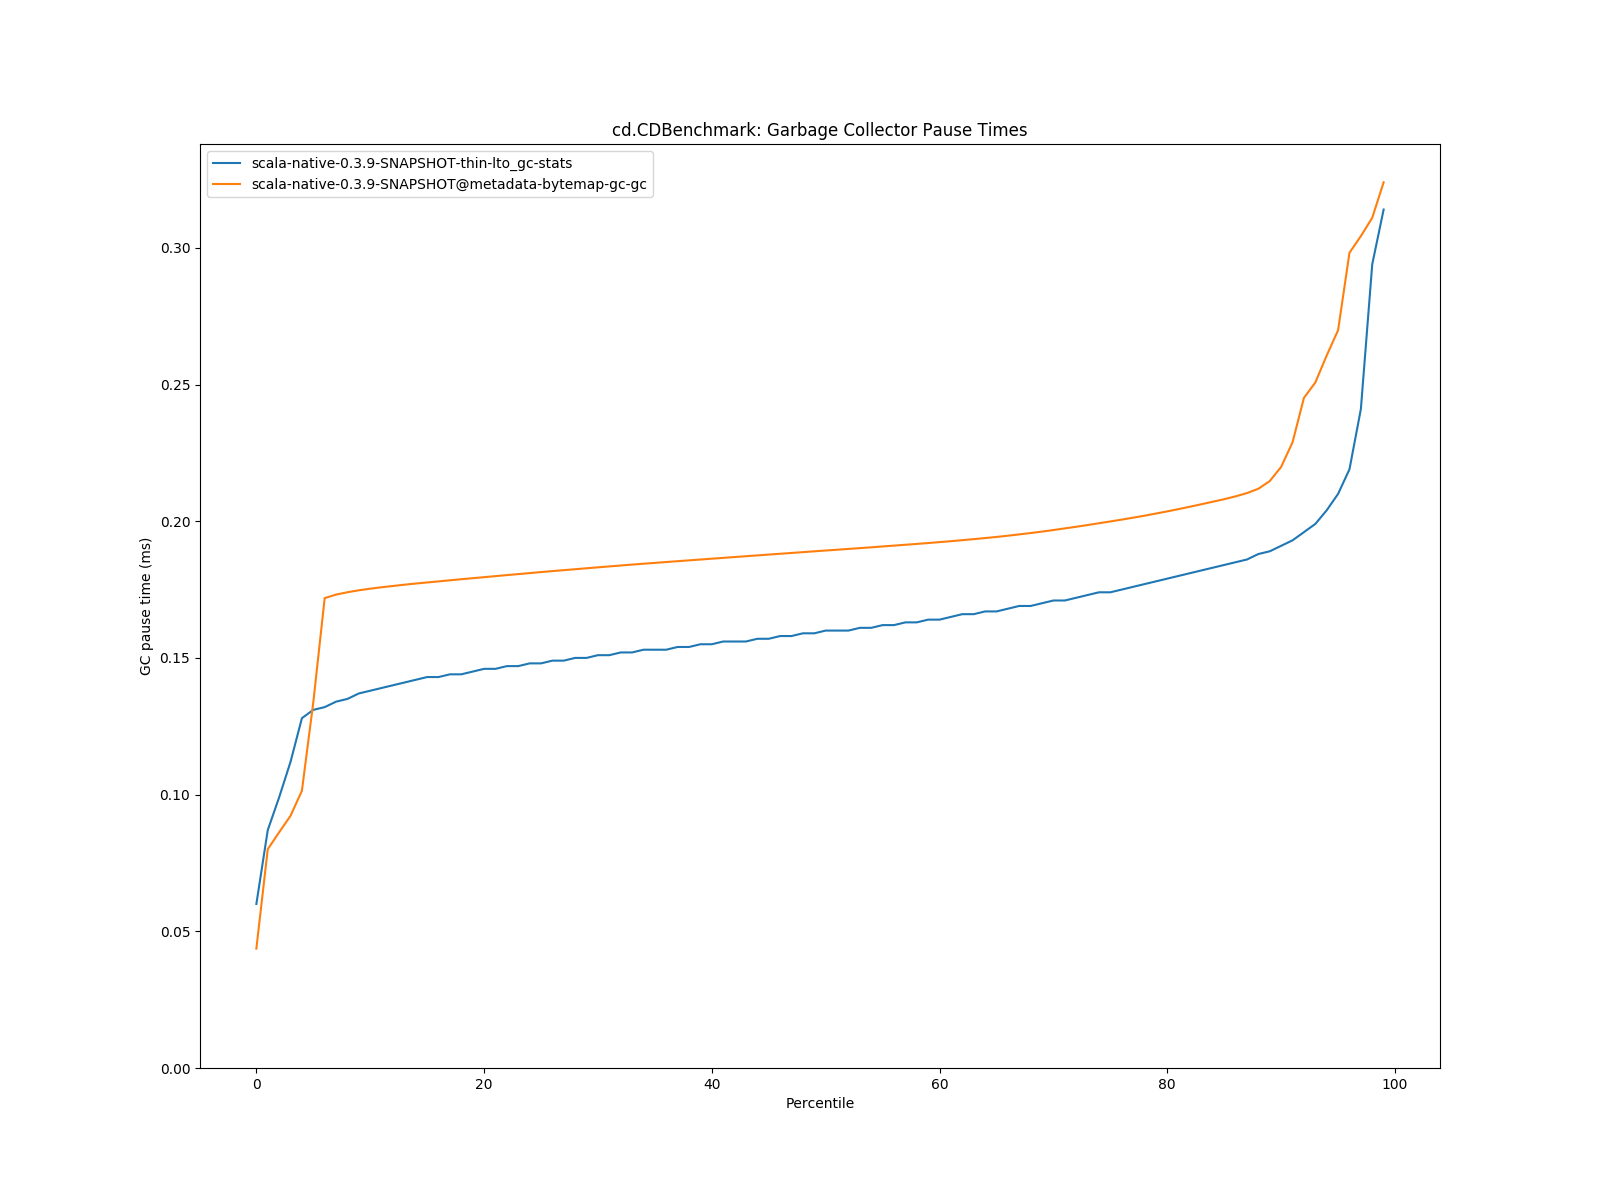 cd.CDBenchmark: Garbage Collector Pause Times
scala-native-0.3.9-SNAPSHOT-thin-lto_gc-stats
scala-native-0.3.9-SNAPSHOT@metadata-bytemap-gc-gc
GC pause time (ms)
0.30
0.25
0.20
0.15
0.10
0.05
0.00
0 20 40 60 80 100
Percentile